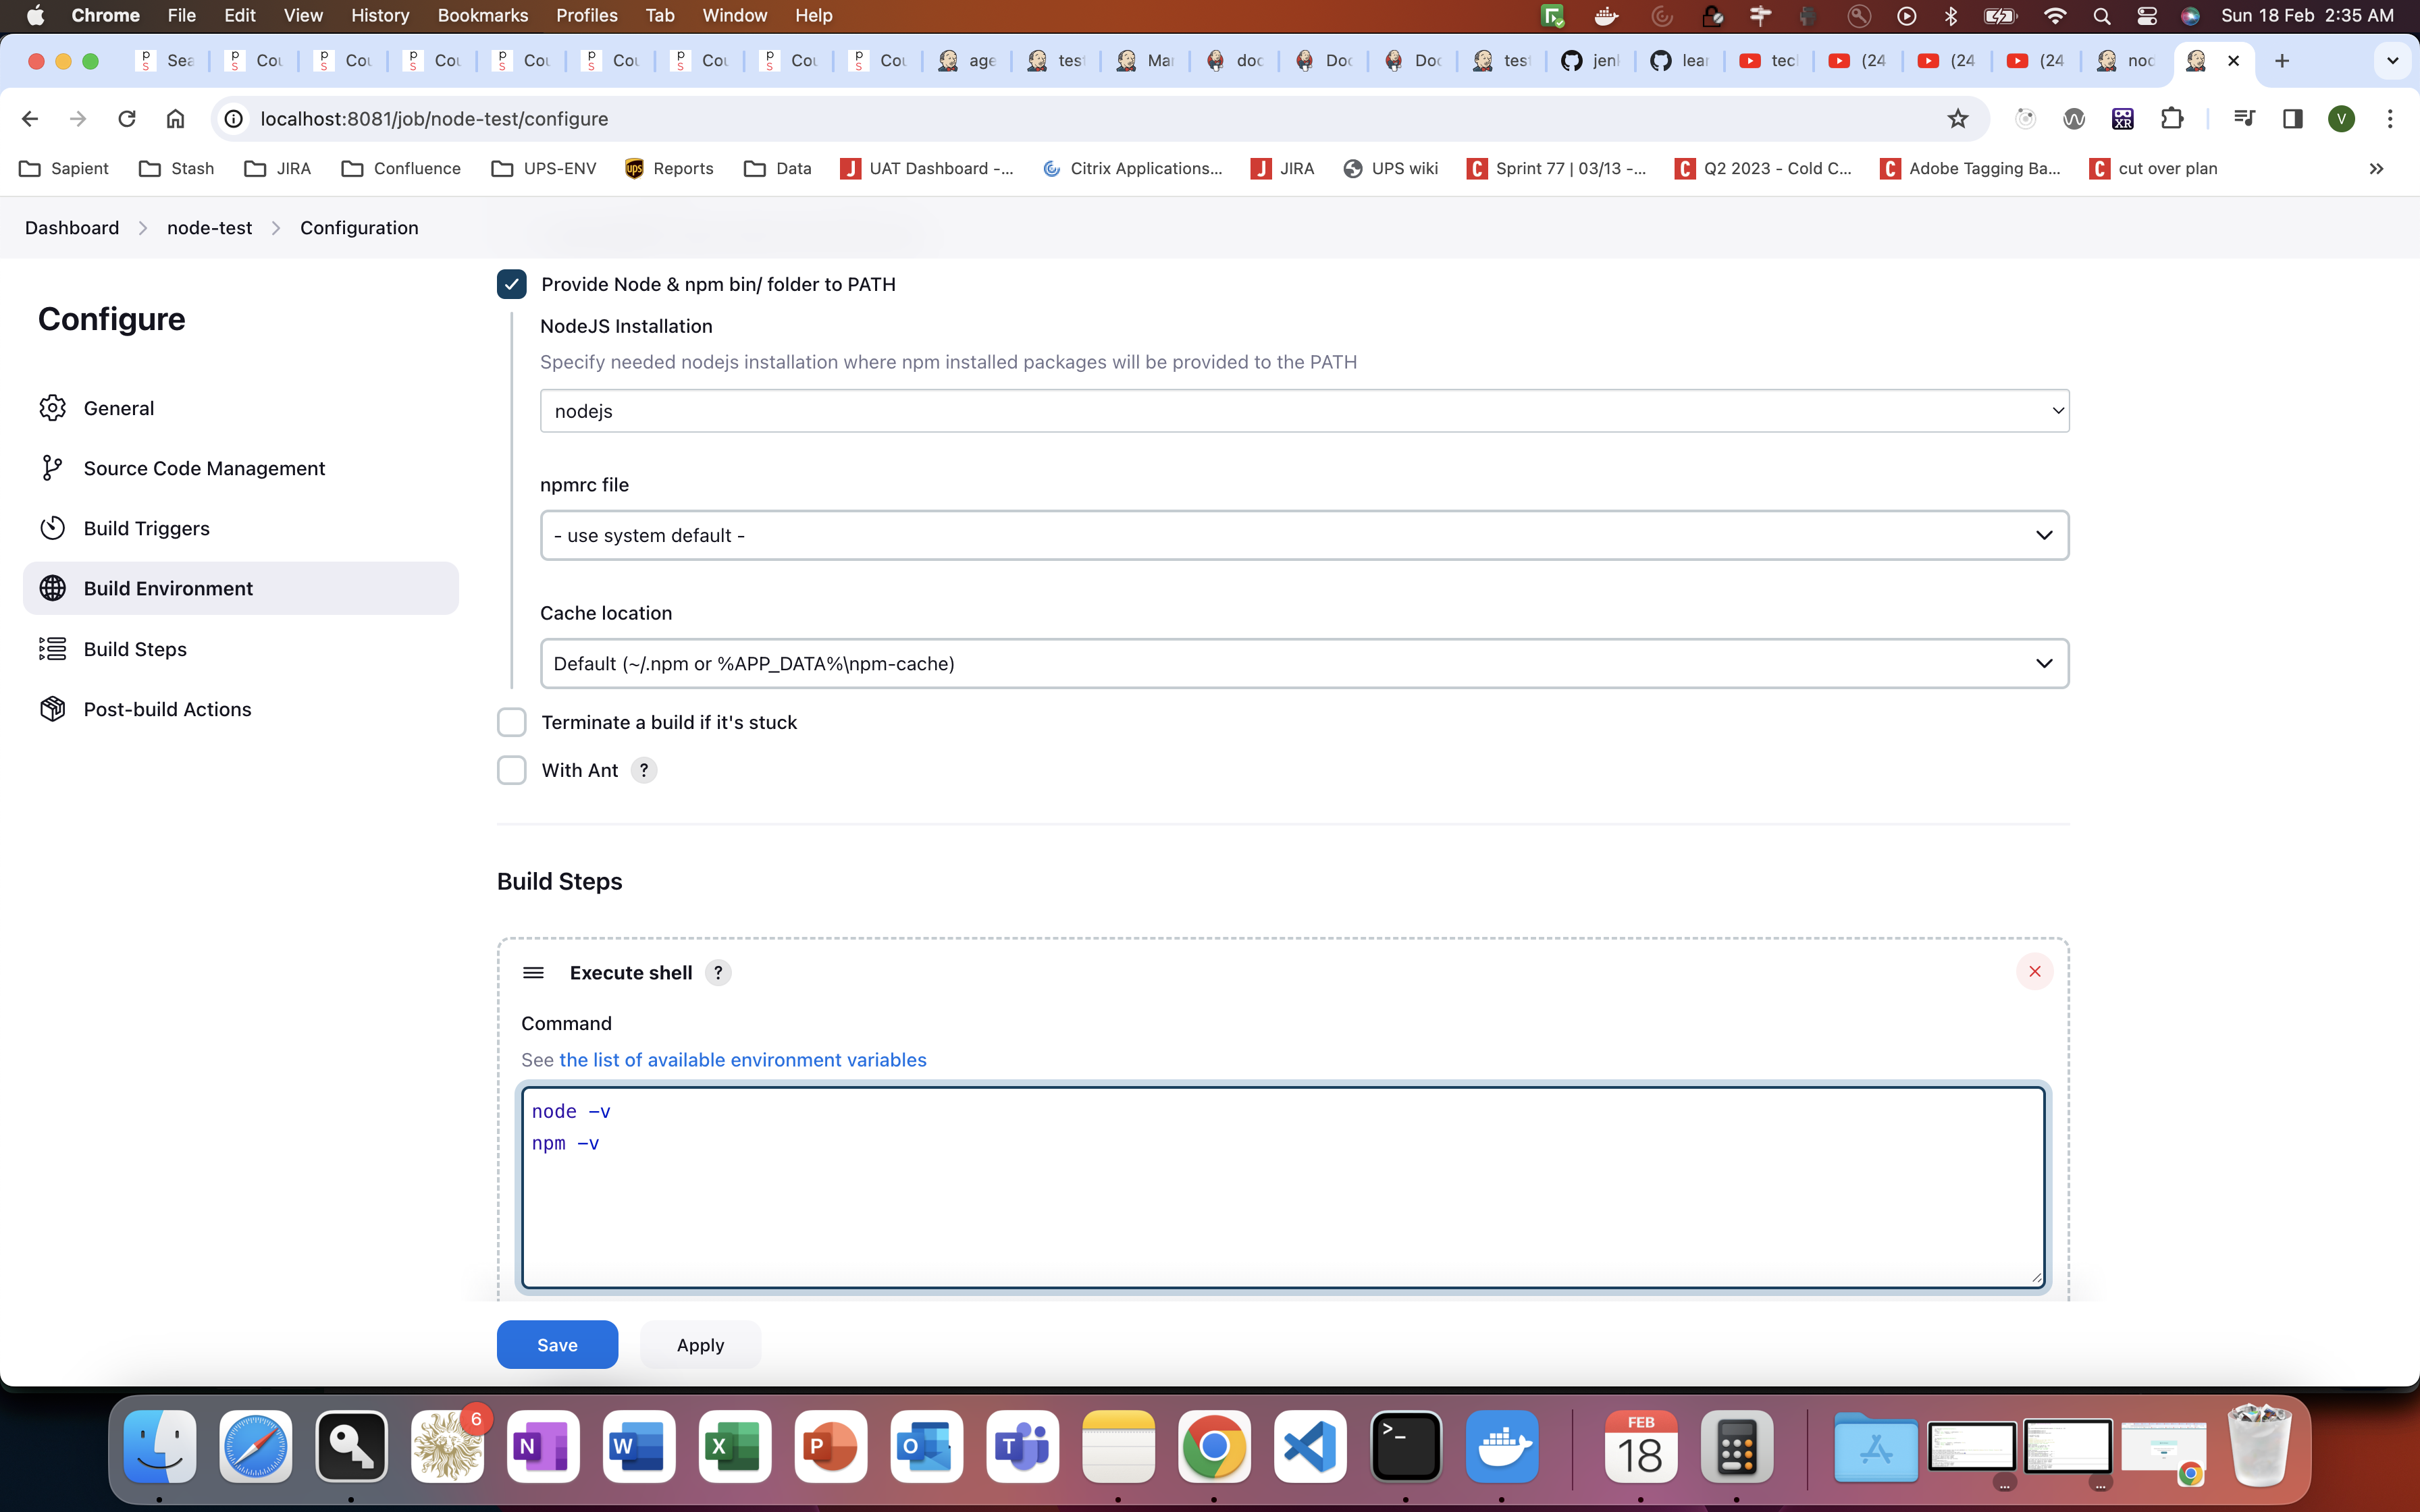 Chrome File Edit View History Bookmarks Profiles Tab Window Help Sun 18 Feb 2:35 AM
Sea Cou Cou Cou Cou Cou Cou Cou Cou age test Mar doc Doc Doc test jenk lear tec (24 (24 (24 nod
localhost:8081/job/node-test/configure V
Sapient Stash JIRA Confluence UPS-ENV Reports Data UAT Dashboard -... Citrix Applications... JIRA UPS wiki Sprint 77 | 03/13 -... Q2 2023 - Cold C... Adobe Tagging Ba... cut over plan
Dashboard node-test Configuration
Configure
General
Source Code Management
Build Triggers
Build Environment
Build Steps
Post-build Actions
Provide Node & npm bin/ folder to PATH
NodeJS Installation
Specify needed nodejs installation where npm installed packages will be provided to the PATH
nodejs
npmrc file
- use system default -
Cache location
Default (~/.npm or %APP_DATA%\npm-cache)
Terminate a build if it's stuck
With Ant ?
Build Steps
Execute shell ?
Command
See the list of available environment variables
node -v
npm -v
Save Apply
6 FEB
18